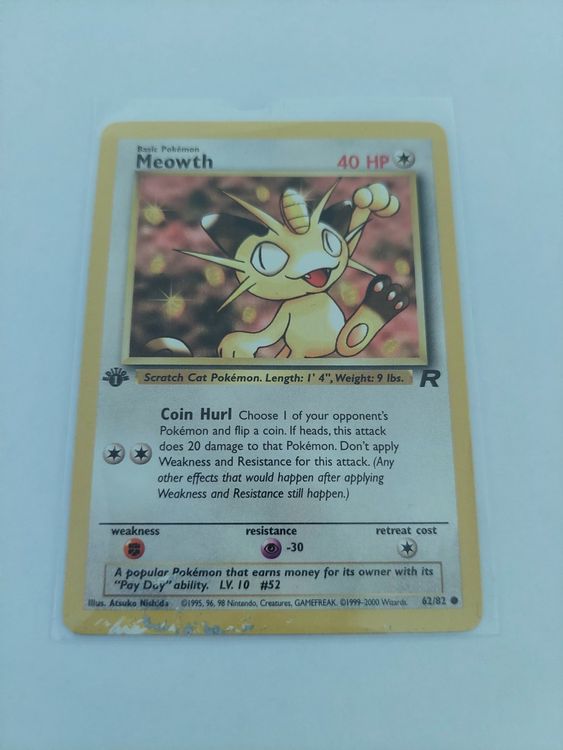 Basic Pokémon
Meowth 40 HP
EDITION
1
Scratch Cat Pokémon. Length: 1' 4", Weight: 9 lbs.
R
Coin Hurl Choose 1 of your opponent's
Pokémon and flip a coin. If heads, this attack
does 20 damage to that Pokémon. Don't apply
Weakness and Resistance for this attack. (Any
other effects that would happen after applying
Weakness and Resistance still happen.)
weakness resistance retreat cost
-30
A popular Pokémon that earns money for its owner with its
"Pay Day" ability. LV. 10 #52
Illus. Atsuko Nishida ©1995, 96, 98 Nintendo, Creatures, GAMEFREAK. ©1999-2000 Wizards. 62/82